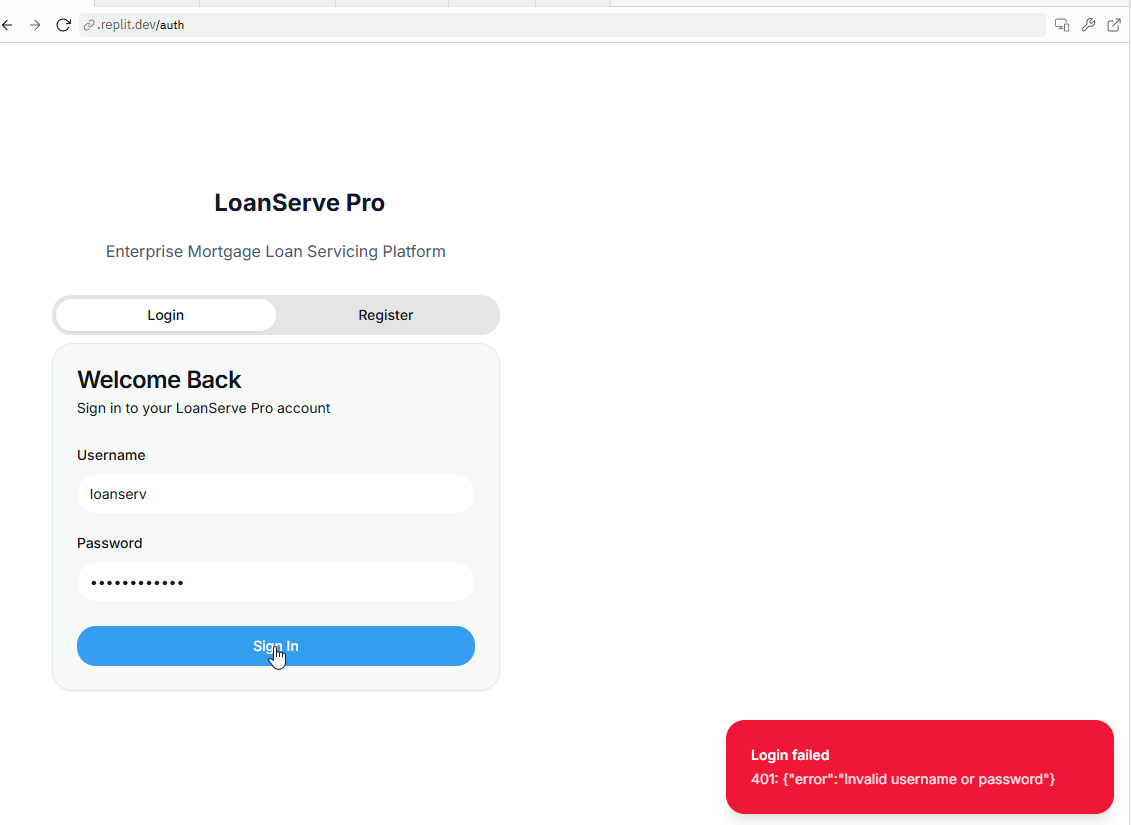 .replit.dev/auth
LoanServe Pro
Enterprise Mortgage Loan Servicing Platform
Login Register
Welcome Back
Sign in to your LoanServe Pro account
Username
loanserv
Password
••••••••••••
Sign In
Login failed
401: {"error":"Invalid username or password"}